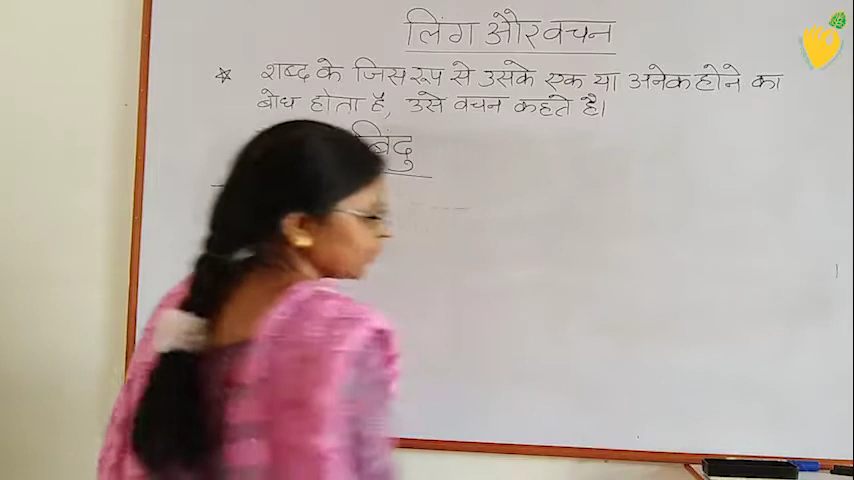 लिंग और वचन
☆ शब्द के जिस रूप से उसके एक या अनेक होने का
बोध होता है, उसे वचन कहते है।
बिंदु